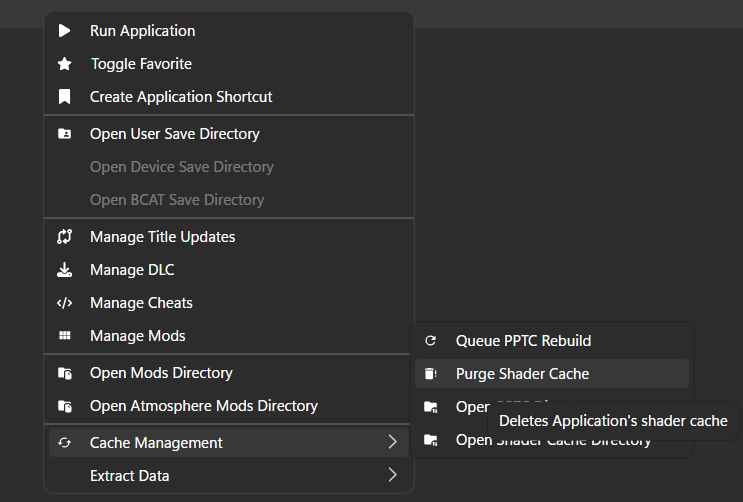 Run Application
Toggle Favorite
Create Application Shortcut
Open User Save Directory
Open Device Save Directory
Open BCAT Save Directory
Manage Title Updates
Manage DLC
Manage Cheats
Manage Mods
Open Mods Directory
Open Atmosphere Mods Directory
Cache Management
Extract Data
Queue PPTC Rebuild
Purge Shader Cache
Open
Deletes Application's shader cache
Open Shader Cache Directory